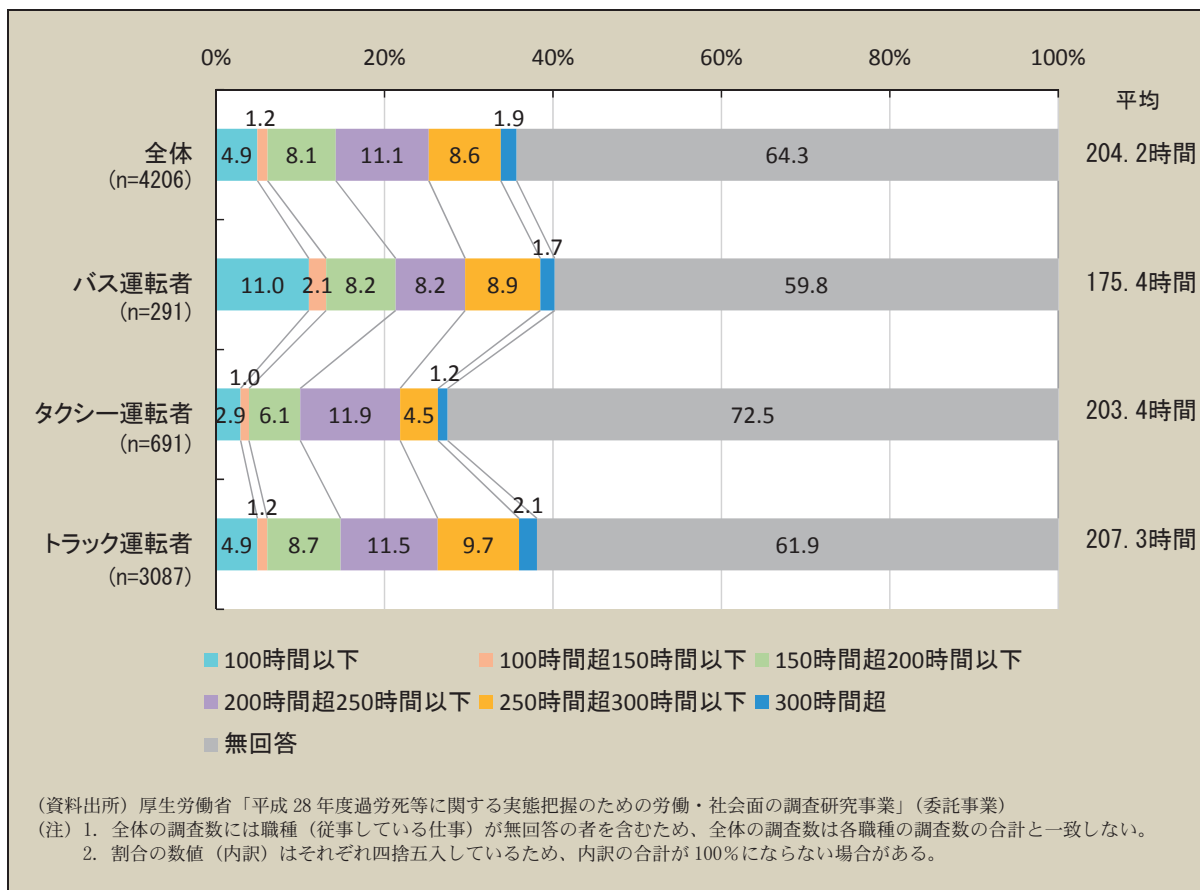 0% 20% 40% 60% 80% 100%
平均
全体
(n=4206)
4.9 1.2 8.1 11.1 8.6 1.9 64.3
204.2時間
バス運転者
(n=291)
11.0 2.1 8.2 8.2 8.9 1.7 59.8
175.4時間
タクシー運転者
(n=691)
2.9 1.0 6.1 11.9 4.5 1.2 72.5
203.4時間
トラック運転者
(n=3087)
4.9 1.2 8.7 11.5 9.7 2.1 61.9
207.3時間
100時間以下 100時間超150時間以下 150時間超200時間以下
200時間超250時間以下 250時間超300時間以下 300時間超
無回答
(資料出所) 厚生労働省「平成 28 年度過労死等に関する実態把握のための労働・社会面の調査研究事業」(委託事業)
(注) 1. 全体の調査数には職種（従事している仕事）が無回答の者を含むため、全体の調査数は各職種の調査数の合計と一致しない。
2. 割合の数値（内訳）はそれぞれ四捨五入しているため、内訳の合計が 100%にならない場合がある。